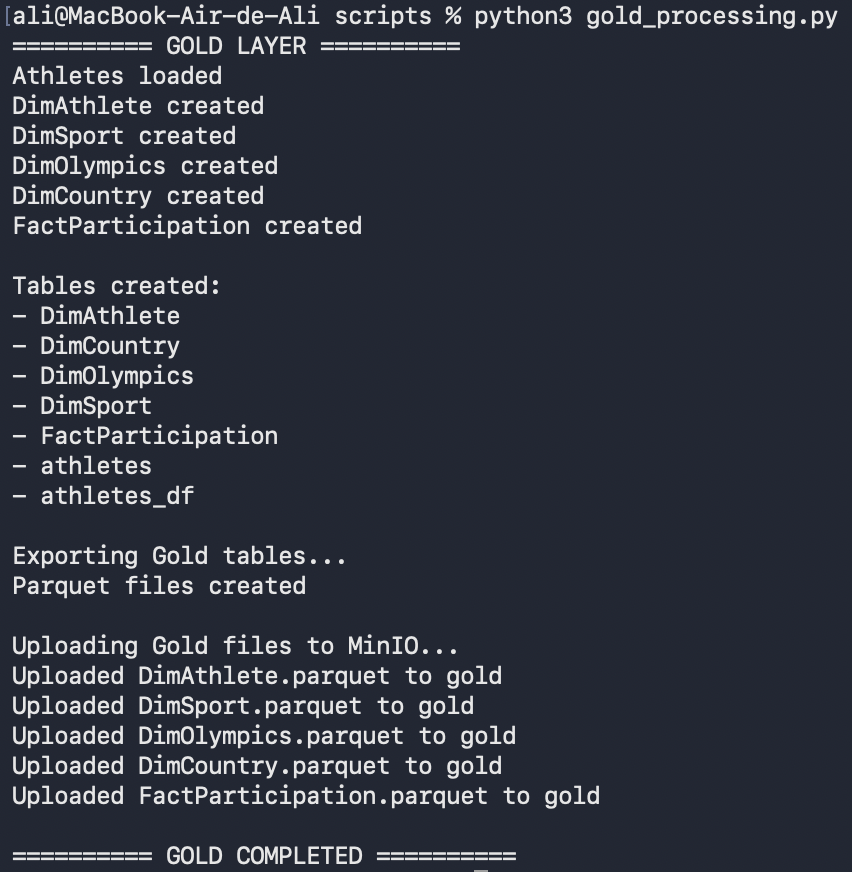 [ali@MacBook-Air-de-Ali scripts % python3 gold_processing.py
========== GOLD LAYER ==========
Athletes loaded
DimAthlete created
DimSport created
DimOlympics created
DimCountry created
FactParticipation created
Tables created:
- DimAthlete
- DimCountry
- DimOlympics
- DimSport
- FactParticipation
- athletes
- athletes_df
Exporting Gold tables...
Parquet files created
Uploading Gold files to MinIO...
Uploaded DimAthlete.parquet to gold
Uploaded DimSport.parquet to gold
Uploaded DimOlympics.parquet to gold
Uploaded DimCountry.parquet to gold
Uploaded FactParticipation.parquet to gold
========== GOLD COMPLETED ==========